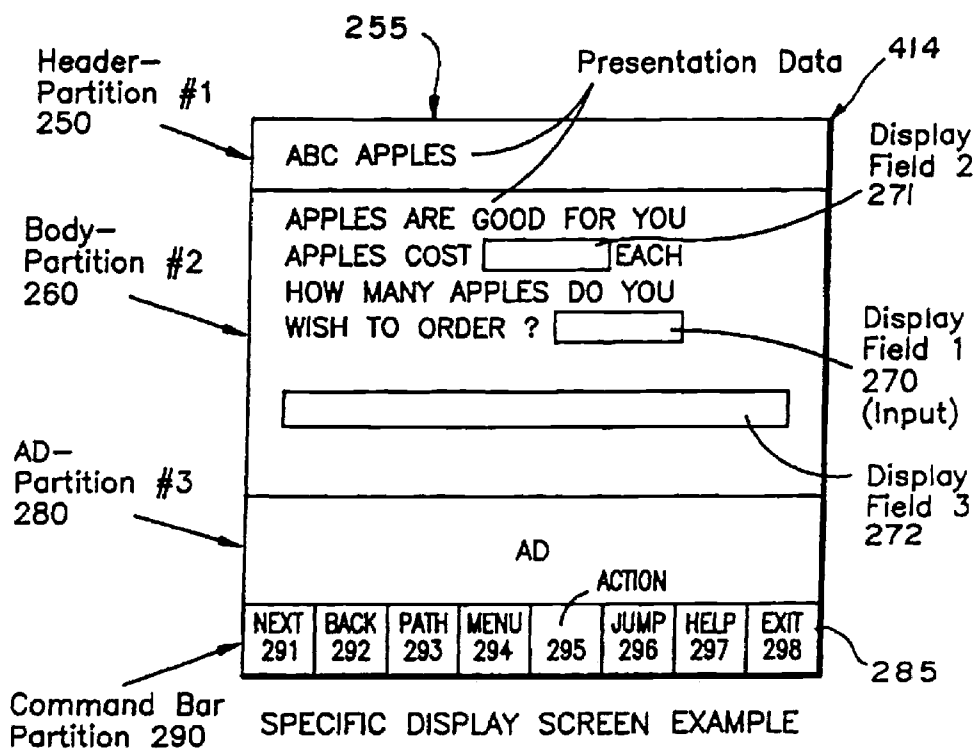 255
Header-
Partition #1
250
Presentation Data
414
ABC APPLES
Display
Field 2
271
Body-
Partition #2
260
APPLES ARE GOOD FOR YOU
APPLES COST EACH
HOW MANY APPLES DO YOU
WISH TO ORDER ?
Display
Field 1
270
(Input)
AD-
Partition #3
280
Display
Field 3
272
AD
ACTION
NEXT BACK PATH MENU JUMP HELP EXIT
291 292 293 294 295 296 297 298
285
Command Bar
Partition 290
SPECIFIC DISPLAY SCREEN EXAMPLE